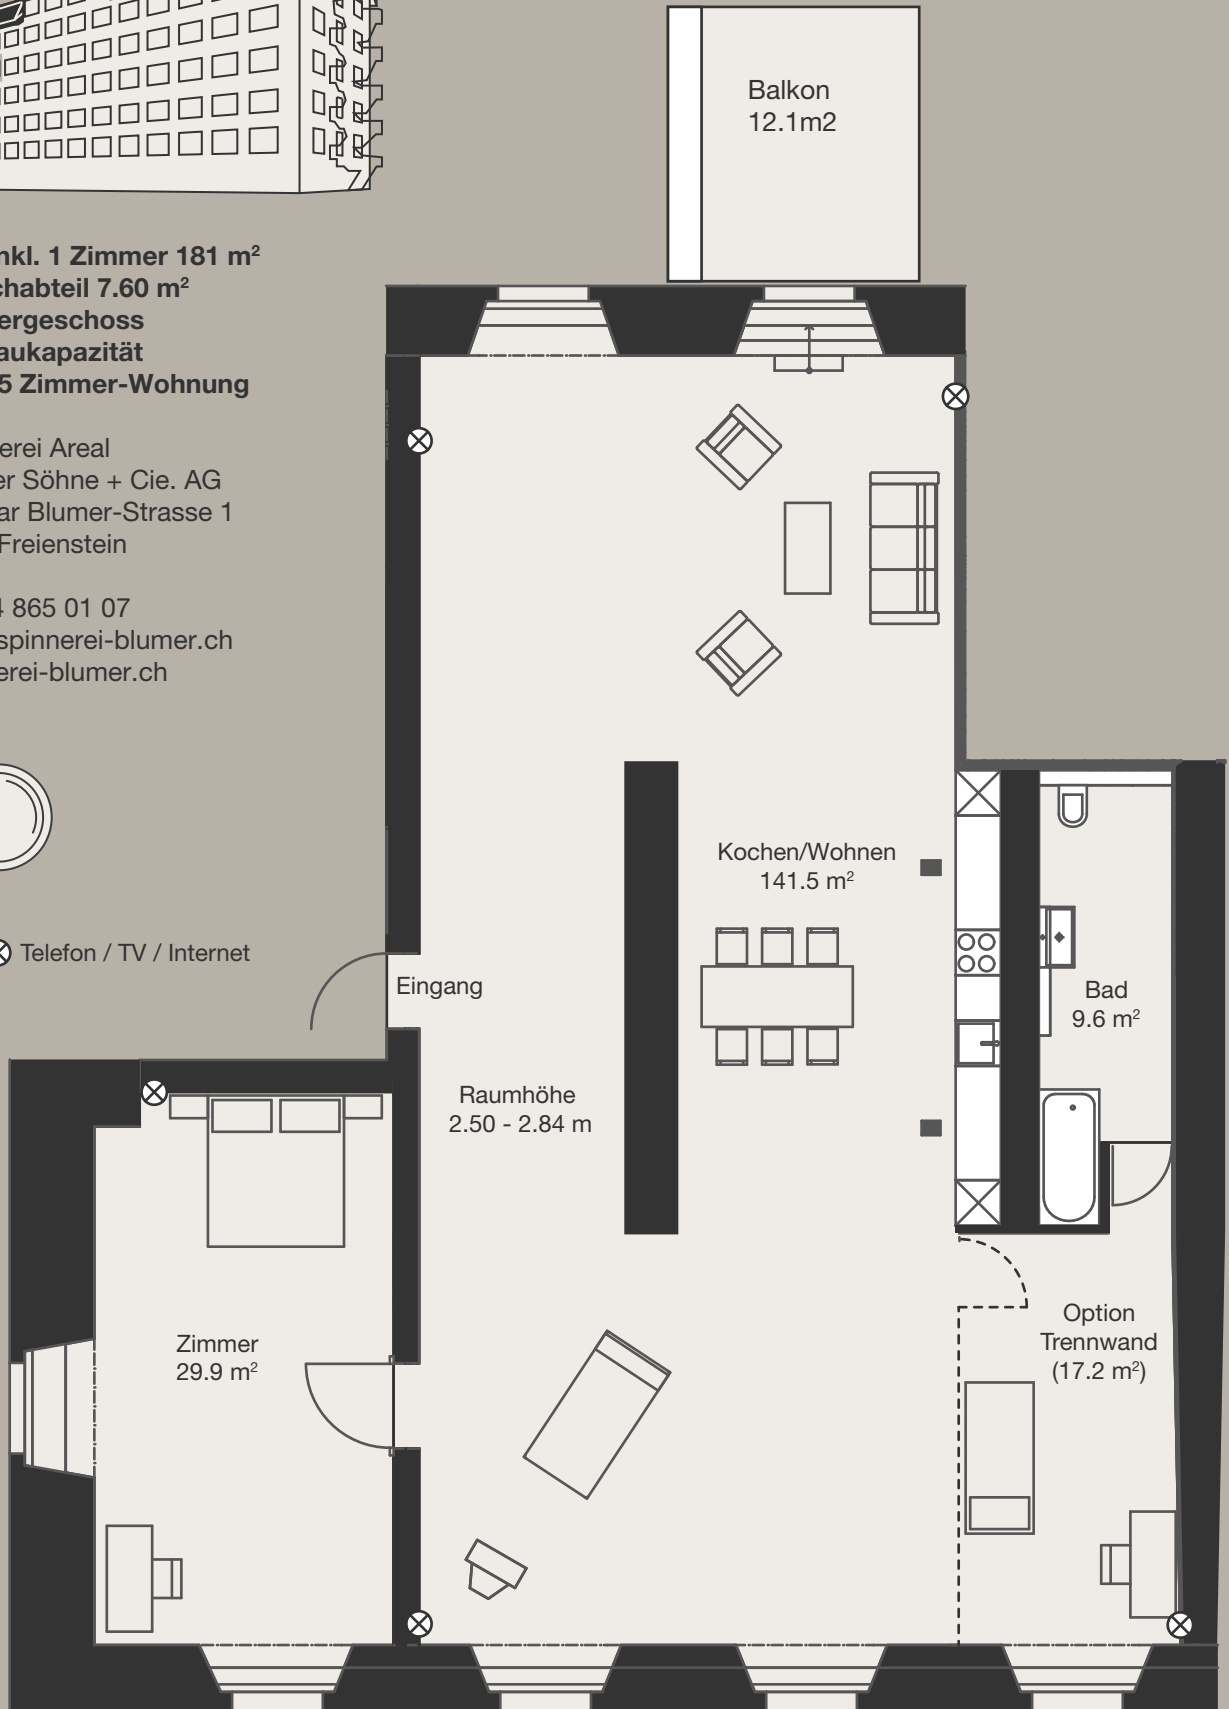 Balkon
12.1m2
nkl. 1 Zimmer 181 m²
chabteil 7.60 m²
ergeschoss
aukapazität
5 Zimmer-Wohnung
erei Areal
er Söhne + Cie. AG
ar Blumer-Strasse 1
Freienstein
4 865 01 07
spinnerei-blumer.ch
erei-blumer.ch
Kochen/Wohnen
141.5 m²
Telefon / TV / Internet
Eingang
Bad
9.6 m²
Raumhöhe
2.50 - 2.84 m
Zimmer
29.9 m²
Option
Trennwand
(17.2 m²)